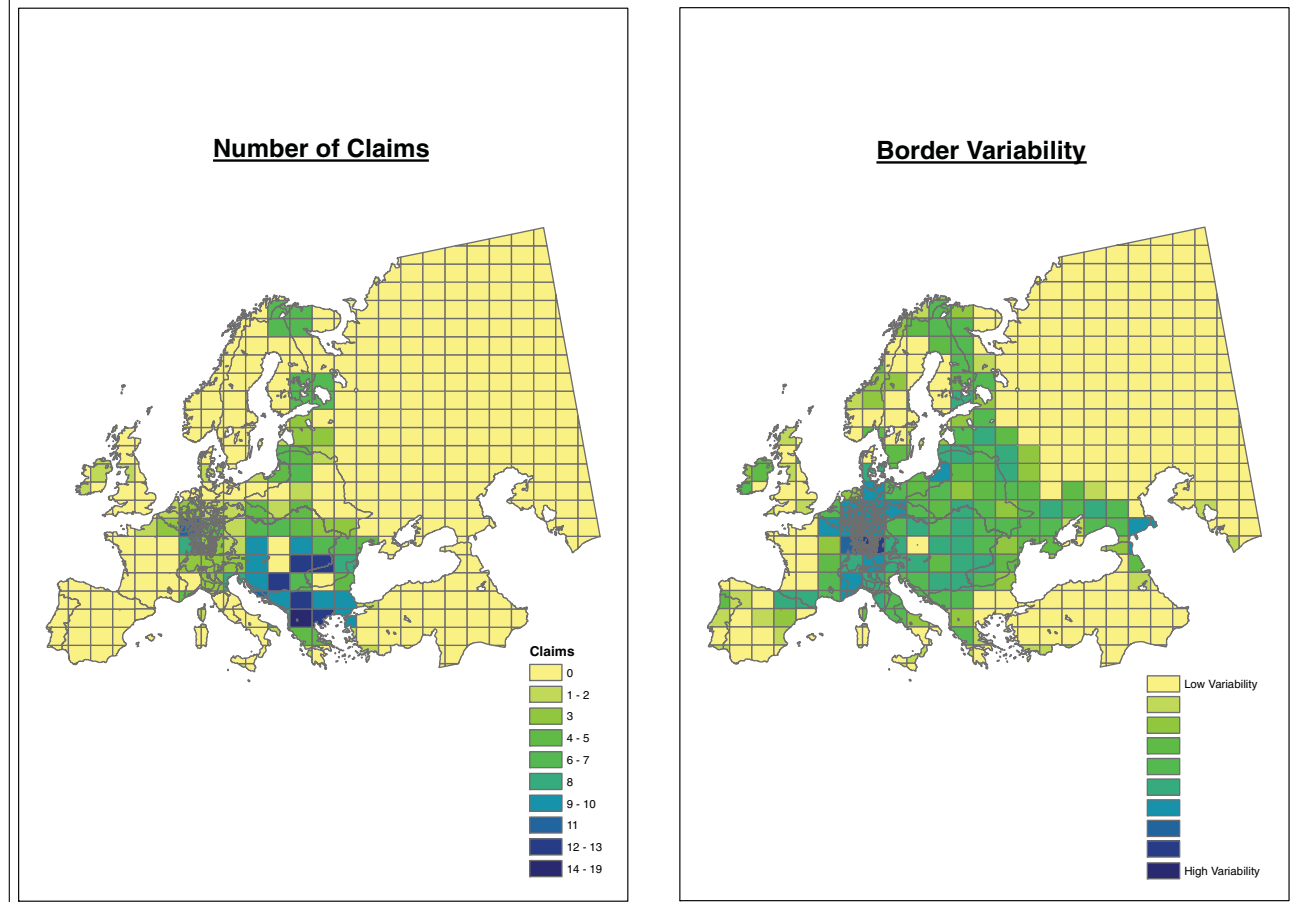 Number of Claims
Claims
0
1 - 2
3
4 - 5
6 - 7
8
9 - 10
11
12 - 13
14 - 19
Border Variability
Low Variability
High Variability